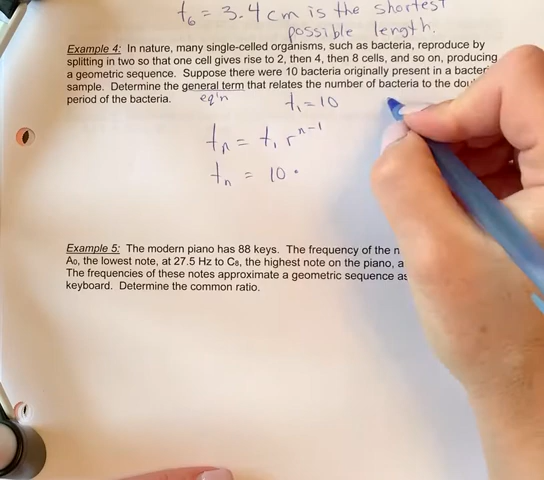 t₆ = 3.4 cm is the shortest
possible length.
Example 4: In nature, many single-celled organisms, such as bacteria, reproduce by
splitting in two so that one cell gives rise to 2, then 4, then 8 cells, and so on, producing
a geometric sequence. Suppose there were 10 bacteria originally present in a
sample. Determine the general term that relates the number of bacteria to the
period of the bacteria.
eq'n t₁ = 10
tₙ = t₁ rⁿ⁻¹
tₙ = 10 •
Example 5: The modern piano has 88 keys. The frequency of the
A₀, the lowest note, at 27.5 Hz to C₈, the highest note on the piano, a
The frequencies of these notes approximate a geometric sequence as
keyboard. Determine the common ratio.